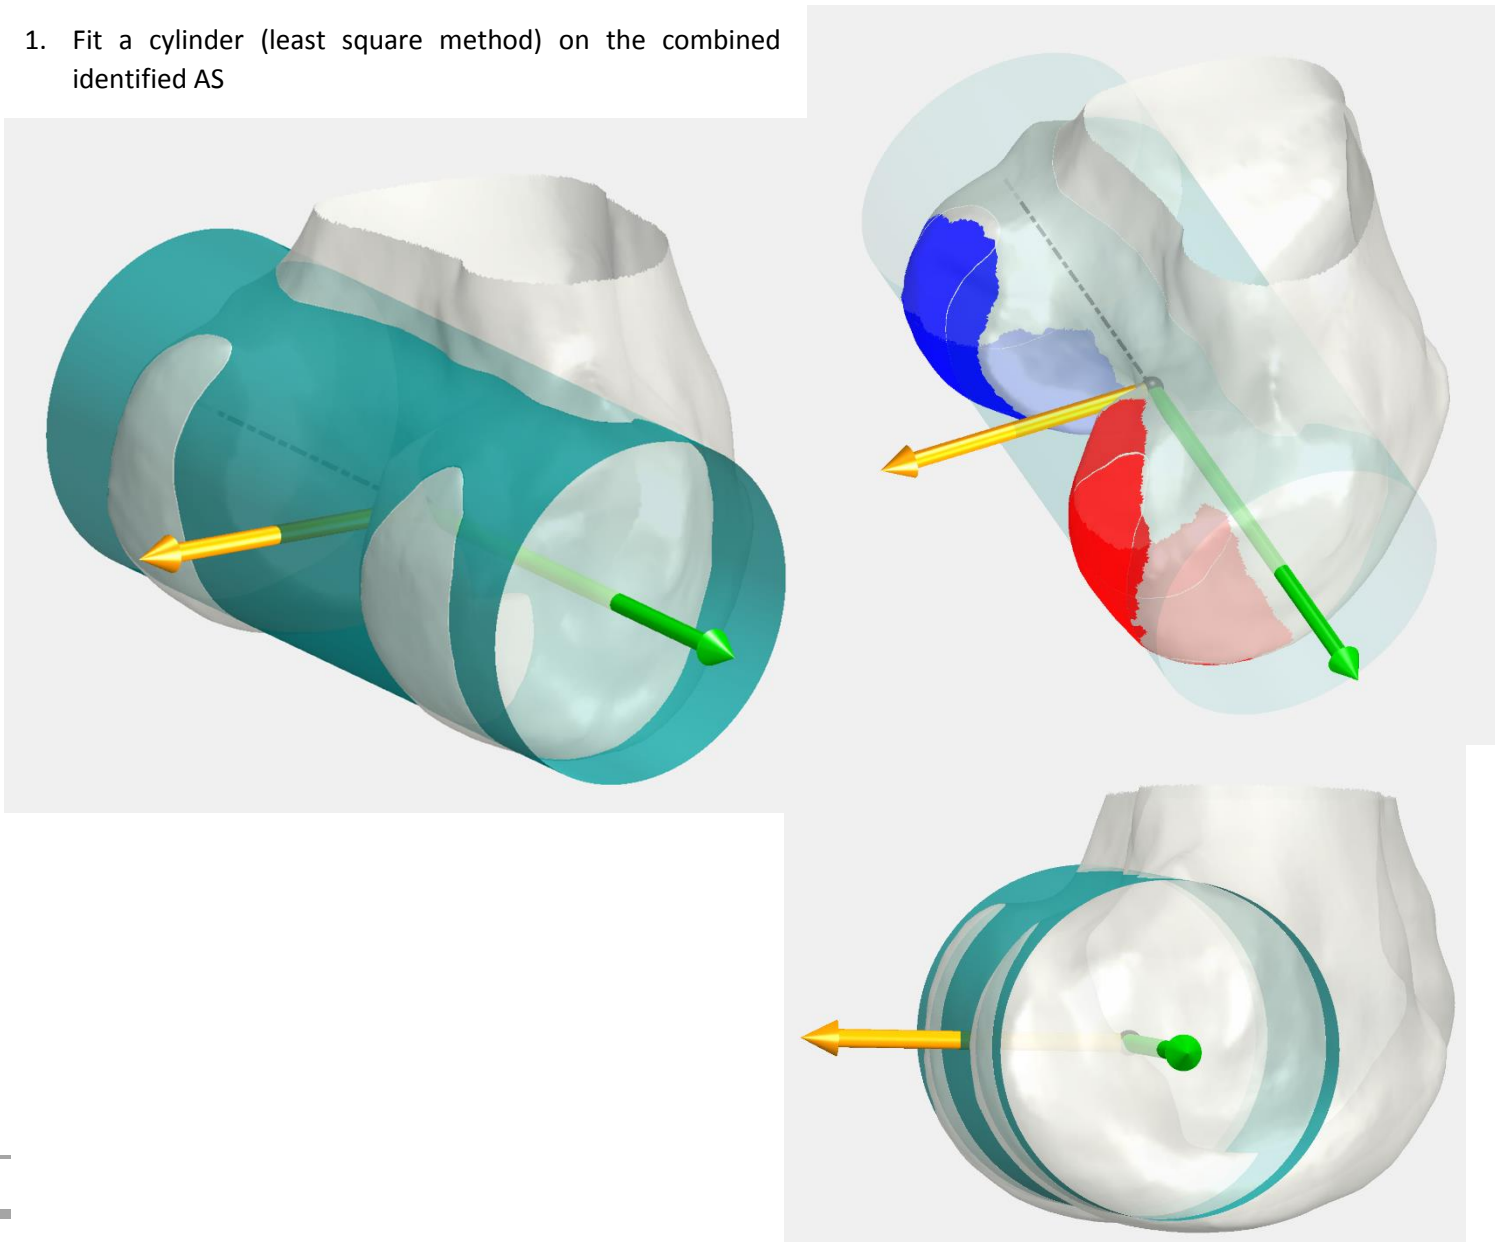 1. Fit a cylinder (least square method) on the combined
identified AS